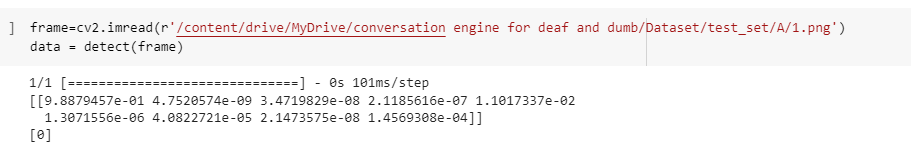 ] frame=cv2.imread(r'/content/drive/MyDrive/conversation engine for deaf and dumb/Dataset/test_set/A/1.png')
data = detect(frame)
1/1 [==============================] - 0s 101ms/step
[[9.8879457e-01 4.7520574e-09 3.4719829e-08 2.1185616e-07 1.1017337e-02
1.3071556e-06 4.0822721e-05 2.1473575e-08 1.4569308e-04]]
[0]